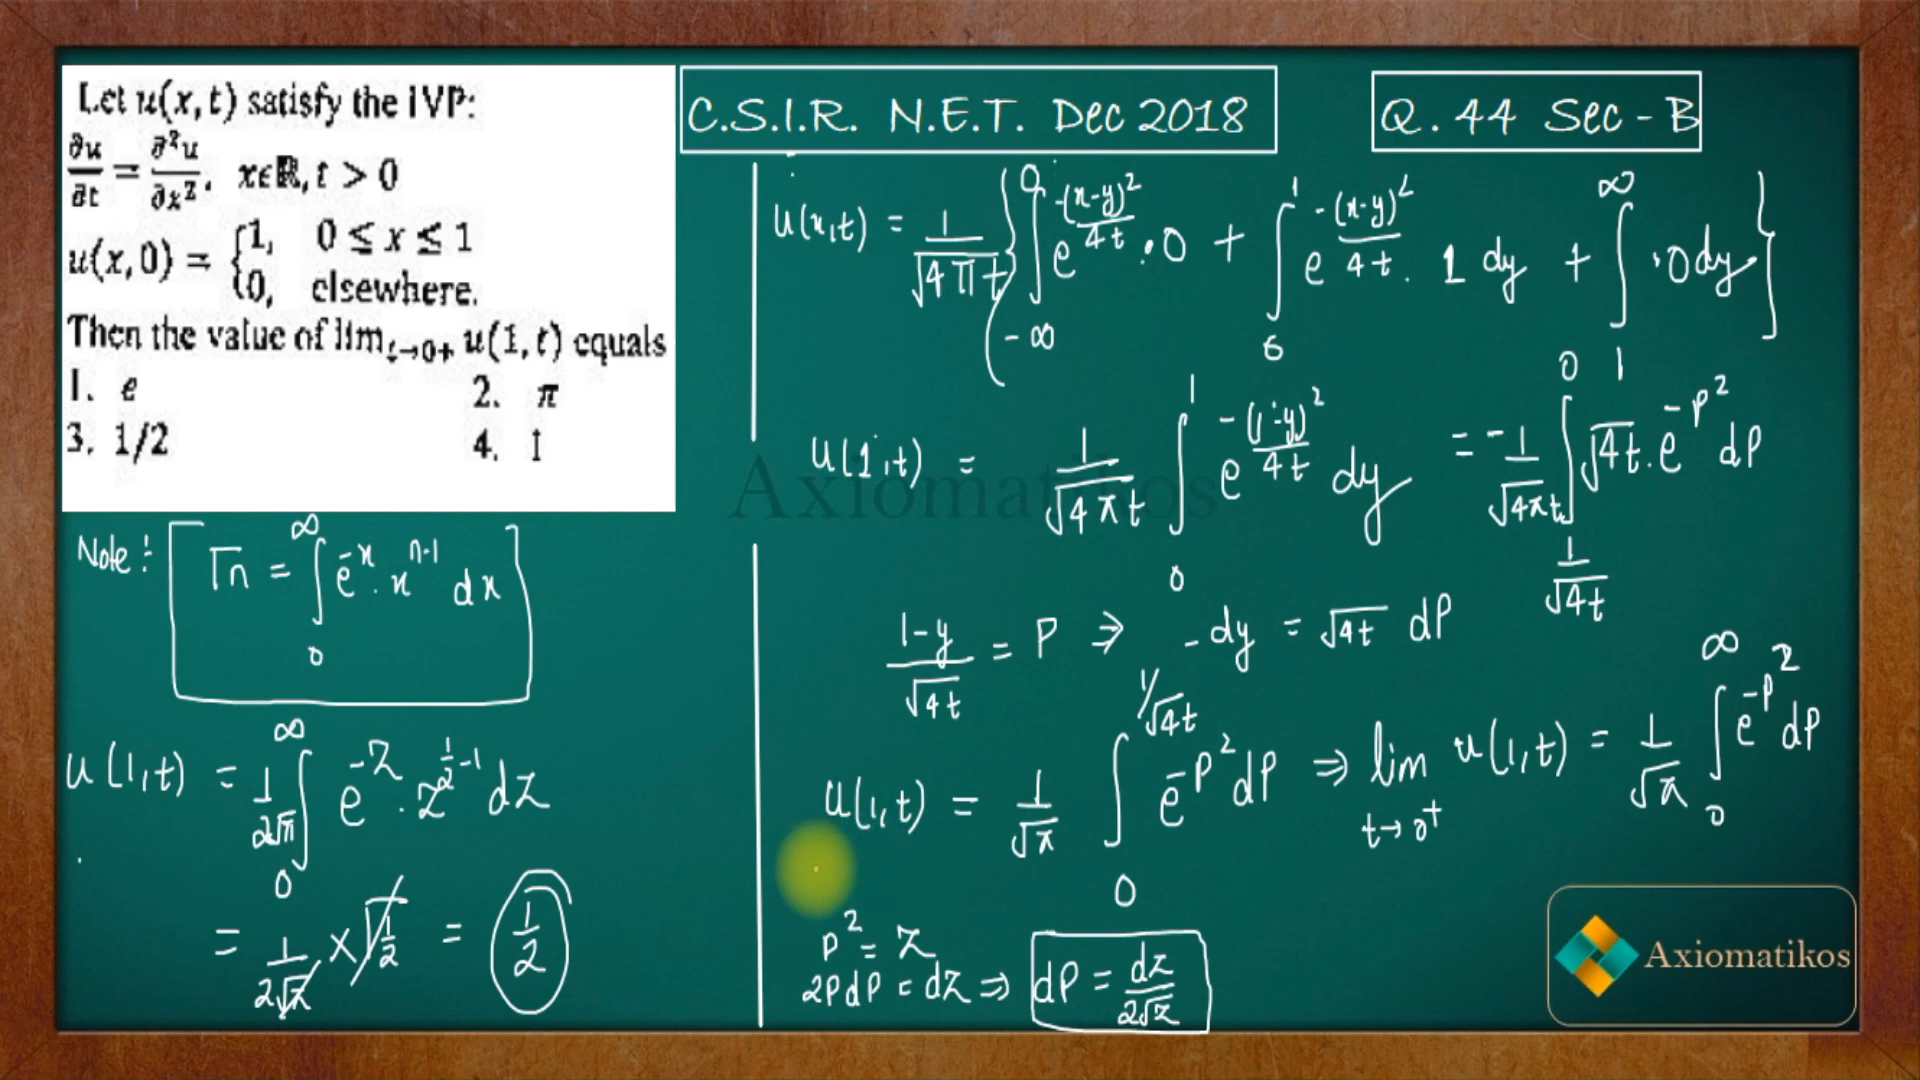 Let u(x, t) satisfy the IVP:
∂u/∂t = ∂²u/∂x², x∈ℝ, t > 0
u(x, 0) = {1, 0 ≤ x ≤ 1
{0, elsewhere.
Then the value of lim_{t→0+} u(1, t) equals
1. e 2. π
3. 1/2 4. 1
C.S.I.R. N.E.T. Dec 2018
Q. 44 Sec - B
u(x,t) = 1/√(4πt) { ∫_{-∞}^{0} e^{-(x-y)²/4t} . 0 + ∫_{0}^{1} e^{-(x-y)²/4t} . 1 dy + ∫_{1}^{∞} . 0 dy }
u(1,t) = 1/√(4πt) ∫_{0}^{1} e^{-(1-y)²/4t} dy = -1/√(4πt) ∫_{1/√4t}^{0} √4t . e^{-P²} dP
(1-y)/√4t = P ⇒ -dy = √4t dP
u(1,t) = 1/√π ∫_{0}^{1/√4t} e^{-P²} dP ⇒ lim_{t→0⁺} u(1,t) = 1/√π ∫_{0}^{∞} e^{-P²} dP
P² = z
2PdP = dz ⇒ dP = dz/2√z
Note : Γn = ∫_{0}^{∞} e^{-x} . x^{n-1} dx
u(1,t) = 1/2√π ∫_{0}^{∞} e^{-z} . z^{1/2-1} dz
= 1/2√π × Γ1/2 = 1/2
Axiomatikos
Axiomatikos